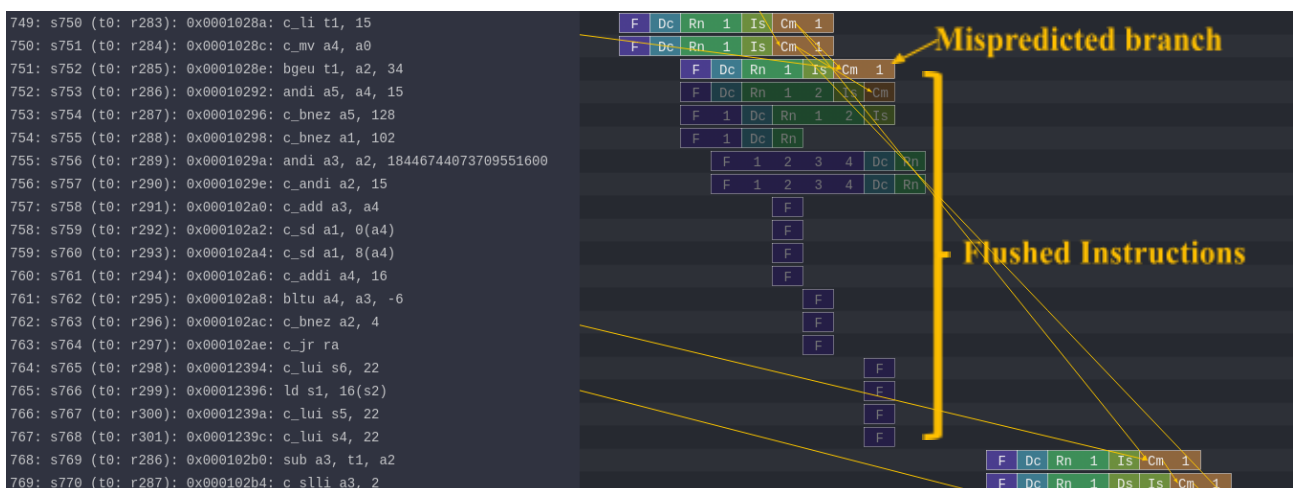 749: s750 (t0: r283): 0x0001028a: c_li t1, 15 F Dc Rn 1 Is Cm 1
750: s751 (t0: r284): 0x0001028c: c_mv a4, a0 F Dc Rn 1 Is Cm 1 Mispredicted branch
751: s752 (t0: r285): 0x0001028e: bgeu t1, a2, 34 F Dc Rn 1 Is Cm 1
752: s753 (t0: r286): 0x00010292: andi a5, a4, 15 F Dc Rn 1 2 Is Cm
753: s754 (t0: r287): 0x00010296: c_bnez a5, 128 F 1 Dc Rn 1 2 Is
754: s755 (t0: r288): 0x00010298: c_bnez a1, 102 F 1 Dc Rn
755: s756 (t0: r289): 0x0001029a: andi a3, a2, 18446744073709551600 F 1 2 3 4 Dc Rn
756: s757 (t0: r290): 0x0001029e: c_andi a2, 15 F 1 2 3 4 Dc Rn
757: s758 (t0: r291): 0x000102a0: c_add a3, a4 F
758: s759 (t0: r292): 0x000102a2: c_sd a1, 0(a4) F
759: s760 (t0: r293): 0x000102a4: c_sd a1, 8(a4) F Flushed Instructions
760: s761 (t0: r294): 0x000102a6: c_addi a4, 16 F
761: s762 (t0: r295): 0x000102a8: bltu a4, a3, -6 F
762: s763 (t0: r296): 0x000102ac: c_bnez a2, 4 F
763: s764 (t0: r297): 0x000102ae: c_jr ra F
764: s765 (t0: r298): 0x00012394: c_lui s6, 22 F
765: s766 (t0: r299): 0x00012396: ld s1, 16(s2) F
766: s767 (t0: r300): 0x0001239a: c_lui s5, 22 F
767: s768 (t0: r301): 0x0001239c: c_lui s4, 22 F
768: s769 (t0: r286): 0x000102b0: sub a3, t1, a2 F Dc Rn 1 Is Cm 1
769: s770 (t0: r287): 0x000102b4: c_slli a3, 2 F Dc Rn 1 Ds Is Cm 1